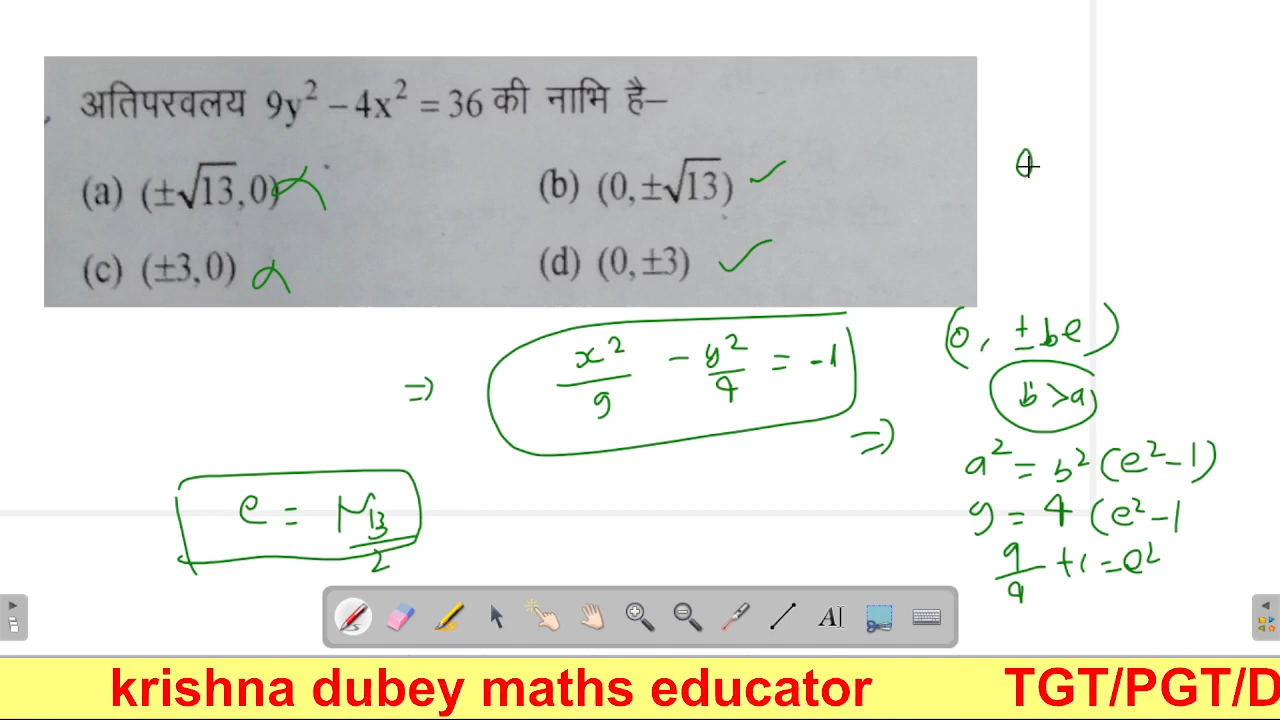 अतिपरवलय 9y² – 4x² = 36 की नाभि है–
(a) (±√13, 0)
(b) (0, ±√13)
(c) (±3, 0)
(d) (0, ±3)
0
⇒ x²/9 - y²/4 = -1
(0, ± be)
b > a
⇒ a² = b² (e² - 1)
9 = 4 (e² - 1
9/4 + 1 = e²
e = √13/2
AI
krishna dubey maths educator
TGT/PGT/D